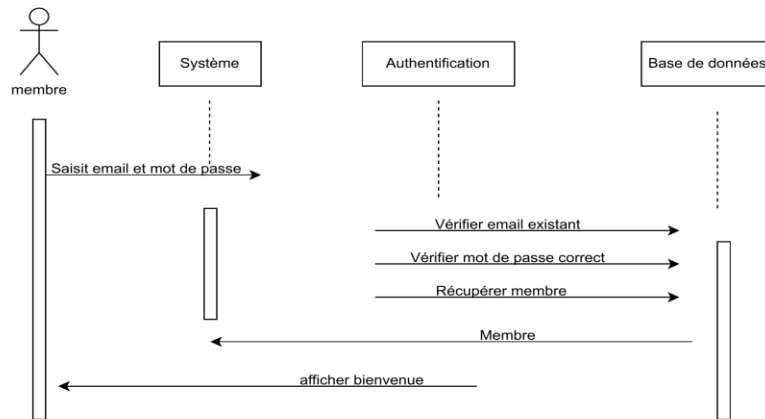 membre
Système
Authentification
Base de données
Saisit email et mot de passe
Vérifier email existant
Vérifier mot de passe correct
Récupérer membre
Membre
afficher bienvenue